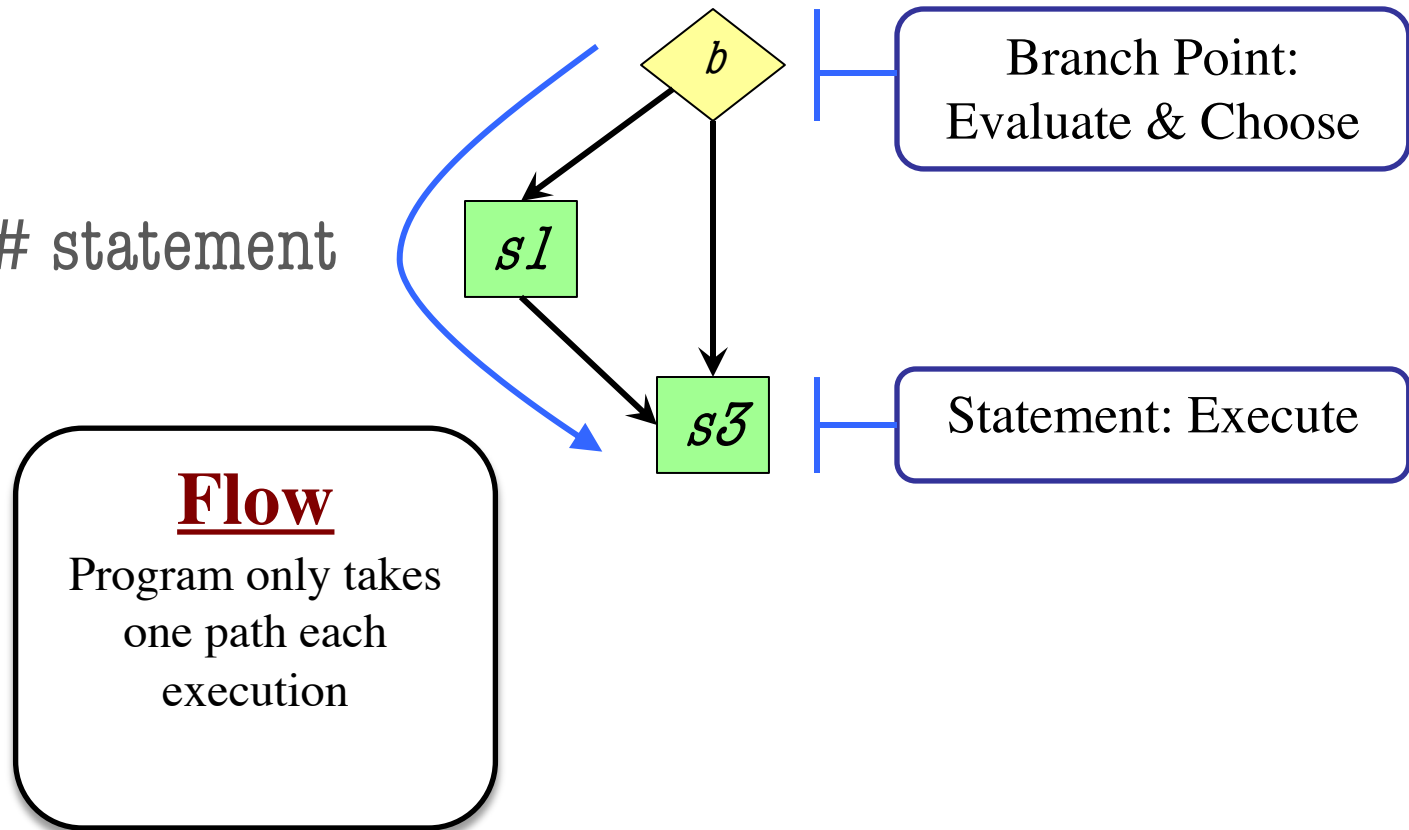 b
Branch Point:
Evaluate & Choose
# statement
s1
s3
Statement: Execute
Flow
Program only takes
one path each
execution